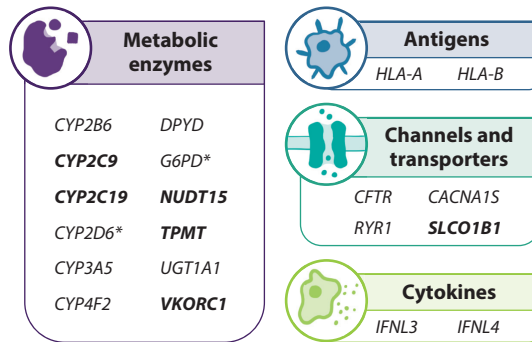 Metabolic
enzymes
CYP2B6 DPYD
CYP2C9 G6PD*
CYP2C19 NUDT15
CYP2D6* TPMT
CYP3A5 UGT1A1
CYP4F2 VKORC1
Antigens
HLA-A HLA-B
Channels and
transporters
CFTR CACNA1S
RYR1 SLCO1B1
Cytokines
IFNL3 IFNL4